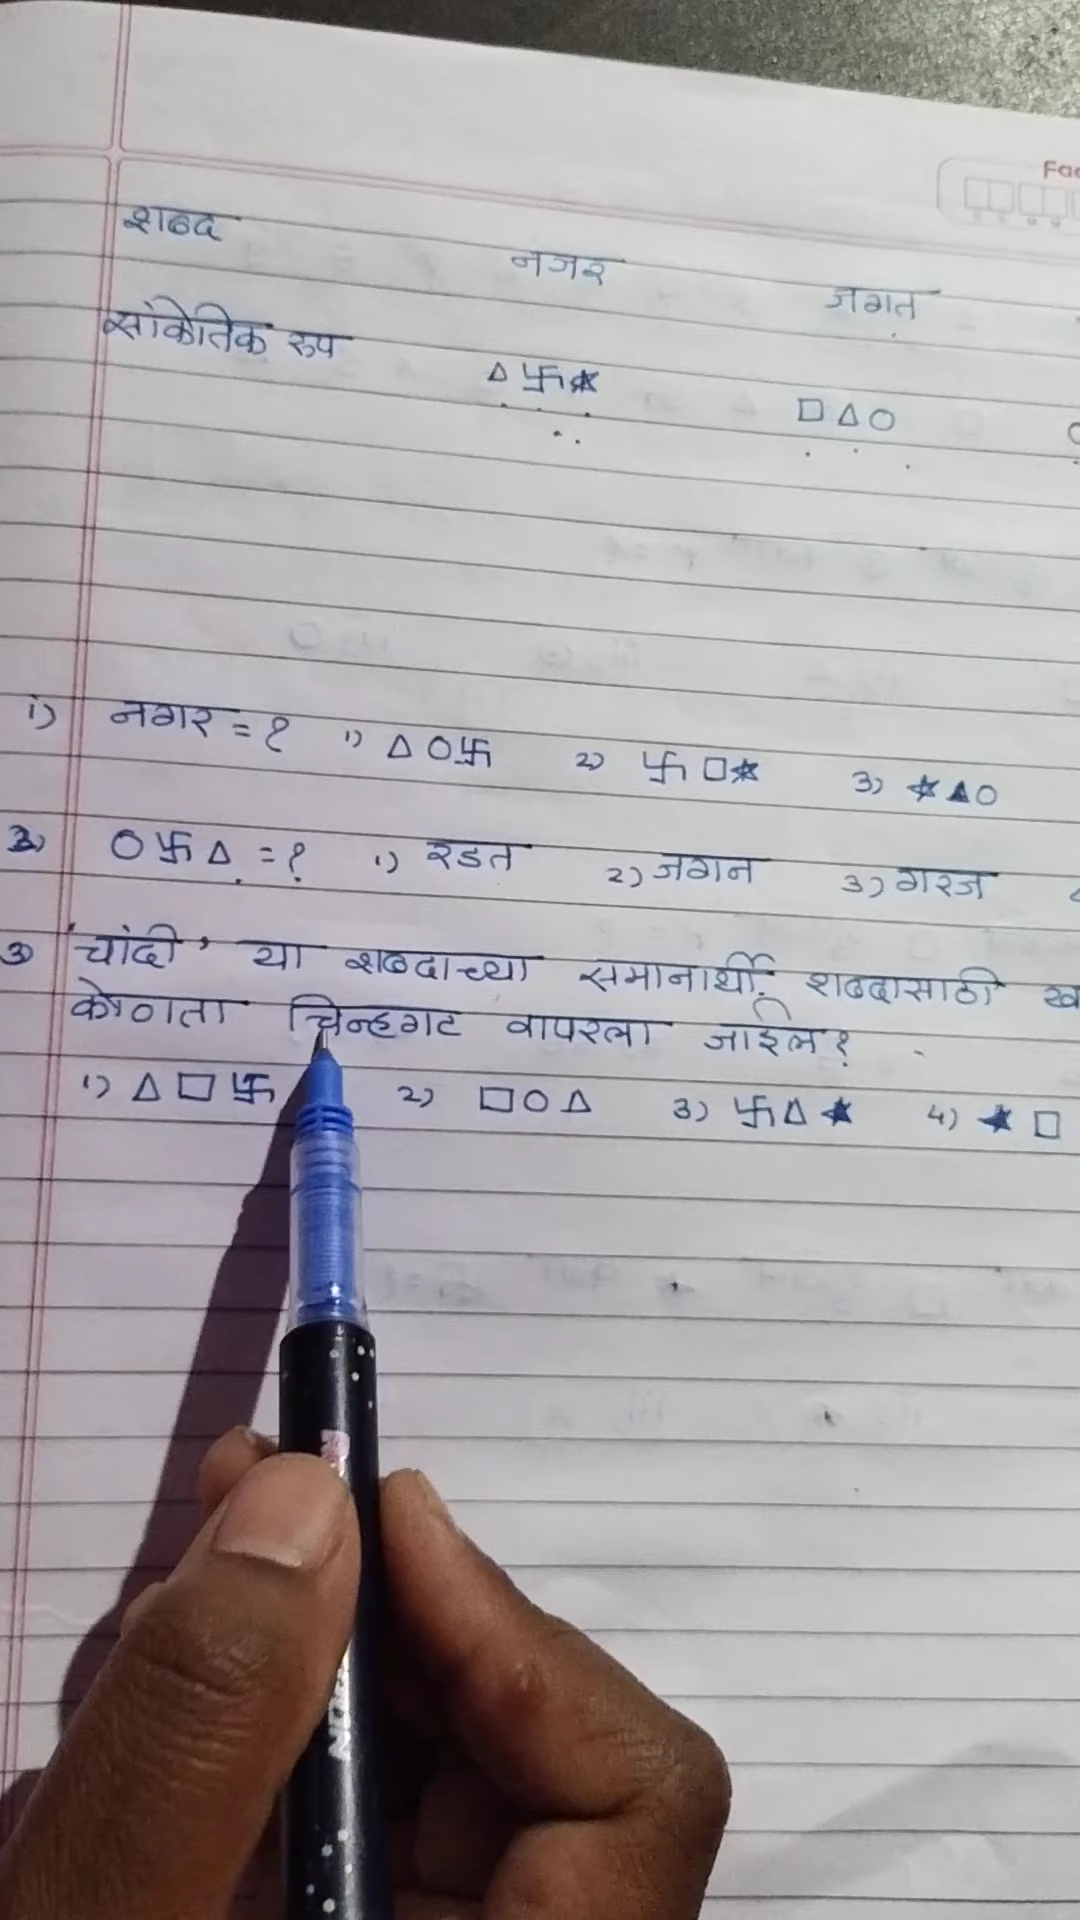 Fac
शब्द नजर जगत
सांकेतिक रुप △卐★ □△○
i) नगर = ? 1) △○卐 2) 卐□★ 3) ★▲○
2) ○卐△ = ? 1) रडत 2) जगन 3) गरज
3) 'चांदी' या शब्दाच्या समानार्थी शब्दासाठी
कोणता चिन्हगट वापरला जाईल?
1) △□卐 2) □○△ 3) 卐△★ 4) ★□